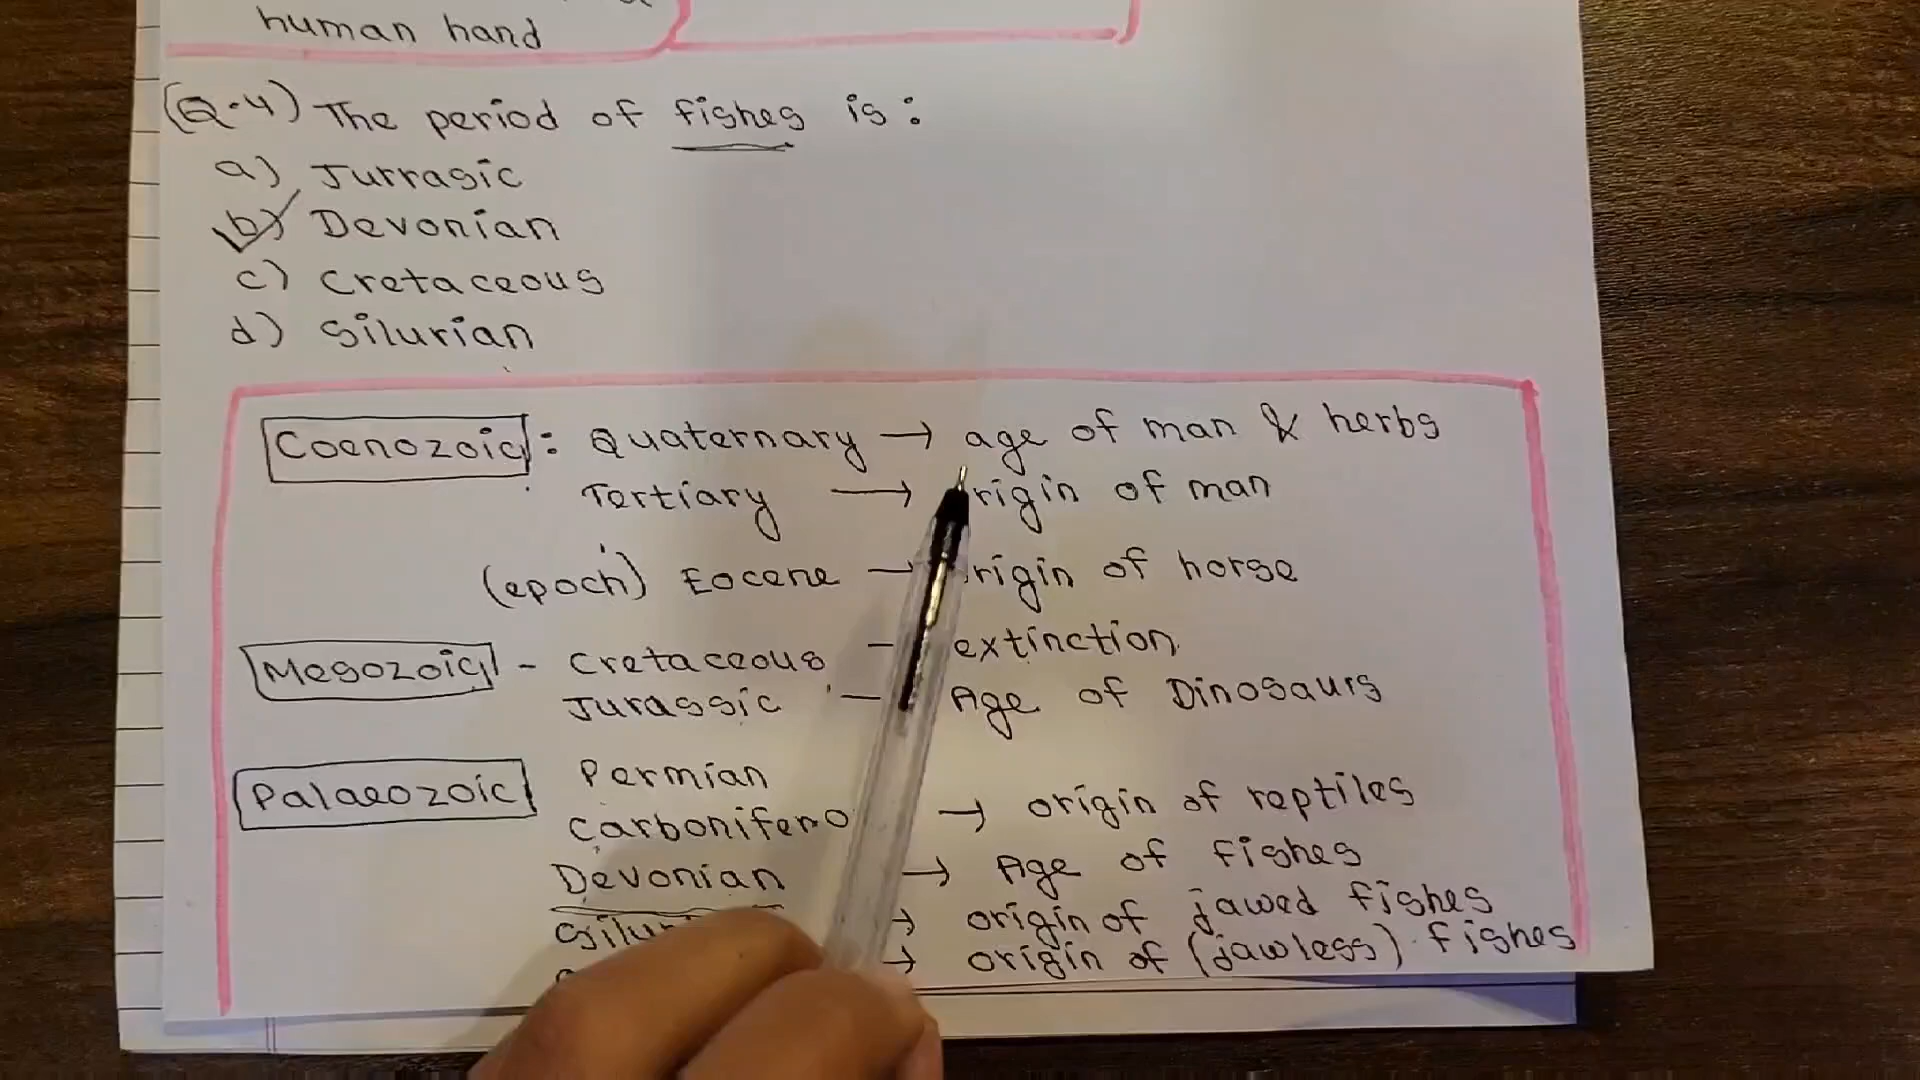 human hand
(Q.4) The period of fishes is:
a) Jurrasic
b) Devonian
c) Cretaceous
d) Silurian
Coenozoic: Quaternary → age of man & herbs
Tertiary → rigin of man
(epoch) Eocene — rigin of horse
Mesozoic - Cretaceous — extinction
Jurassic — Age of Dinosaurs
Palaeozoic Permian
Carbonifero → origin of reptiles
Devonian → Age of fishes
Silur → origin of jawed fishes
→ origin of (jawless) fishes